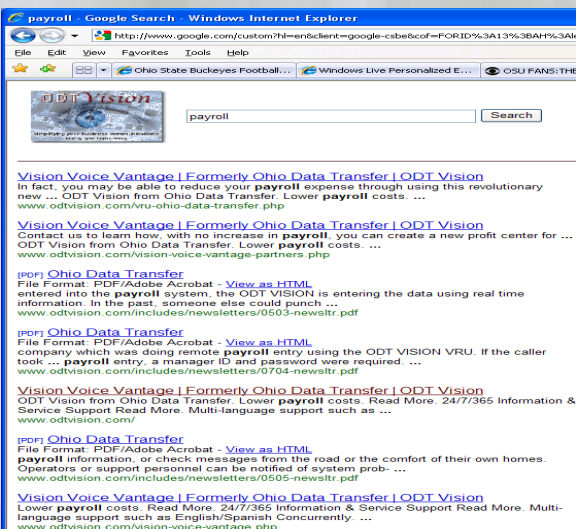 payroll - Google Search - Windows Internet Explorer
http://www.google.com/custom?hl=en&client=google-csbe&cof=FORID%3A13%3BAH%3Ale
File Edit View Favorites Tools Help
Ohio State Buckeyes Football... Windows Live Personalized E... OSU FANS:THE
ODT Vision
payroll Search
Vision Voice Vantage | Formerly Ohio Data Transfer | ODT Vision
In fact, you may be able to reduce your payroll expense through using this revolutionary
new ... ODT Vision from Ohio Data Transfer. Lower payroll costs. ...
www.odtvision.com/vru-ohio-data-transfer.php
Vision Voice Vantage | Formerly Ohio Data Transfer | ODT Vision
Contact us to learn how, with no increase in payroll, you can create a new profit center for ...
ODT Vision from Ohio Data Transfer. Lower payroll costs. ...
www.odtvision.com/vision-voice-vantage-partners.php
[PDF] Ohio Data Transfer
File Format: PDF/Adobe Acrobat - View as HTML
entered into the payroll system, the ODT VISION is entering the data using real time
information. In the past, someone else could punch ...
www.odtvision.com/includes/newsletters/0503-newsltr.pdf
[PDF] Ohio Data Transfer
File Format: PDF/Adobe Acrobat - View as HTML
company which was doing remote payroll entry using the ODT VISION VRU. If the caller
took ... payroll entry, a manager ID and password were required. ...
www.odtvision.com/includes/newsletters/0704-newsltr.pdf
Vision Voice Vantage | Formerly Ohio Data Transfer | ODT Vision
ODT Vision from Ohio Data Transfer. Lower payroll costs. Read More. 24/7/365 Information &
Service Support Read More. Multi-language support such as ...
www.odtvision.com/
[PDF] Ohio Data Transfer
File Format: PDF/Adobe Acrobat - View as HTML
payroll information, or check messages from the road or the comfort of their own homes.
Operators or support personnel can be notified of system prob- ...
www.odtvision.com/includes/newsletters/0505-newsltr.pdf
Vision Voice Vantage | Formerly Ohio Data Transfer | ODT Vision
Lower payroll costs. Read More. 24/7/365 Information & Service Support Read More. Multi-
language support such as English/Spanish Concurrently. ...
www.odtvision.com/vision-voice-vantage.php